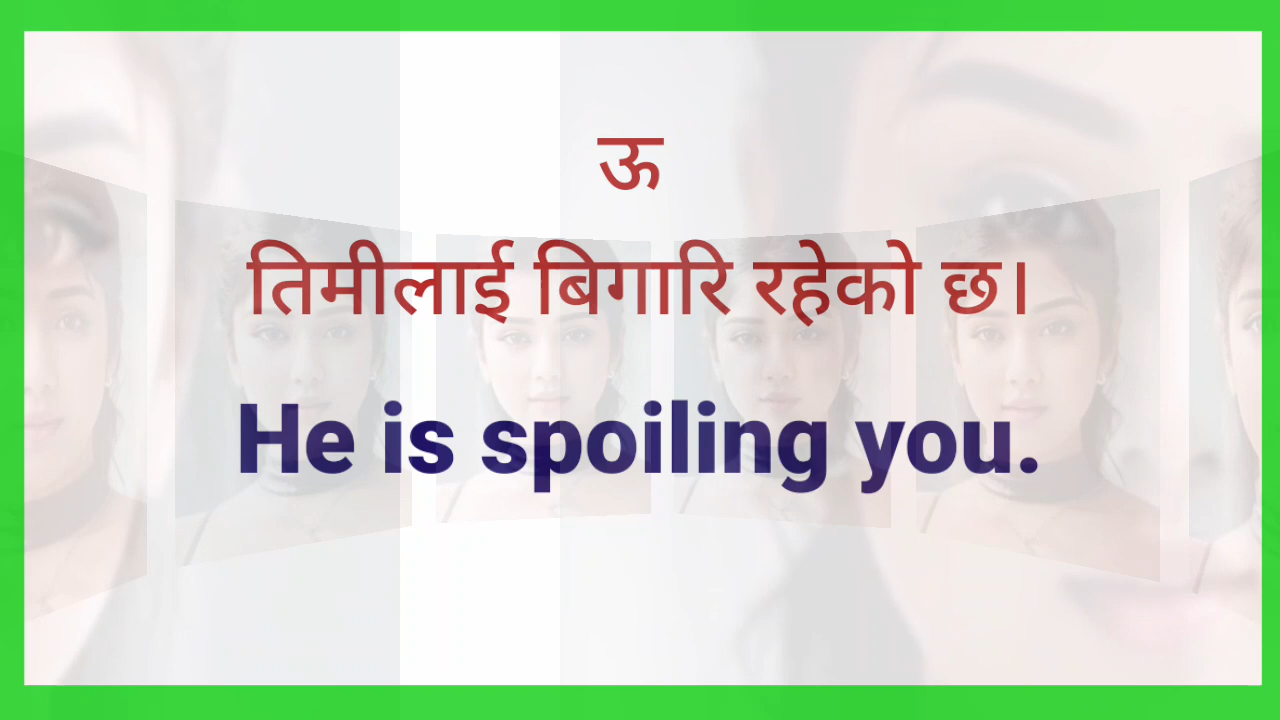 ऊ
तिमीलाई बिगारि रहेको छ।
He is spoiling you.